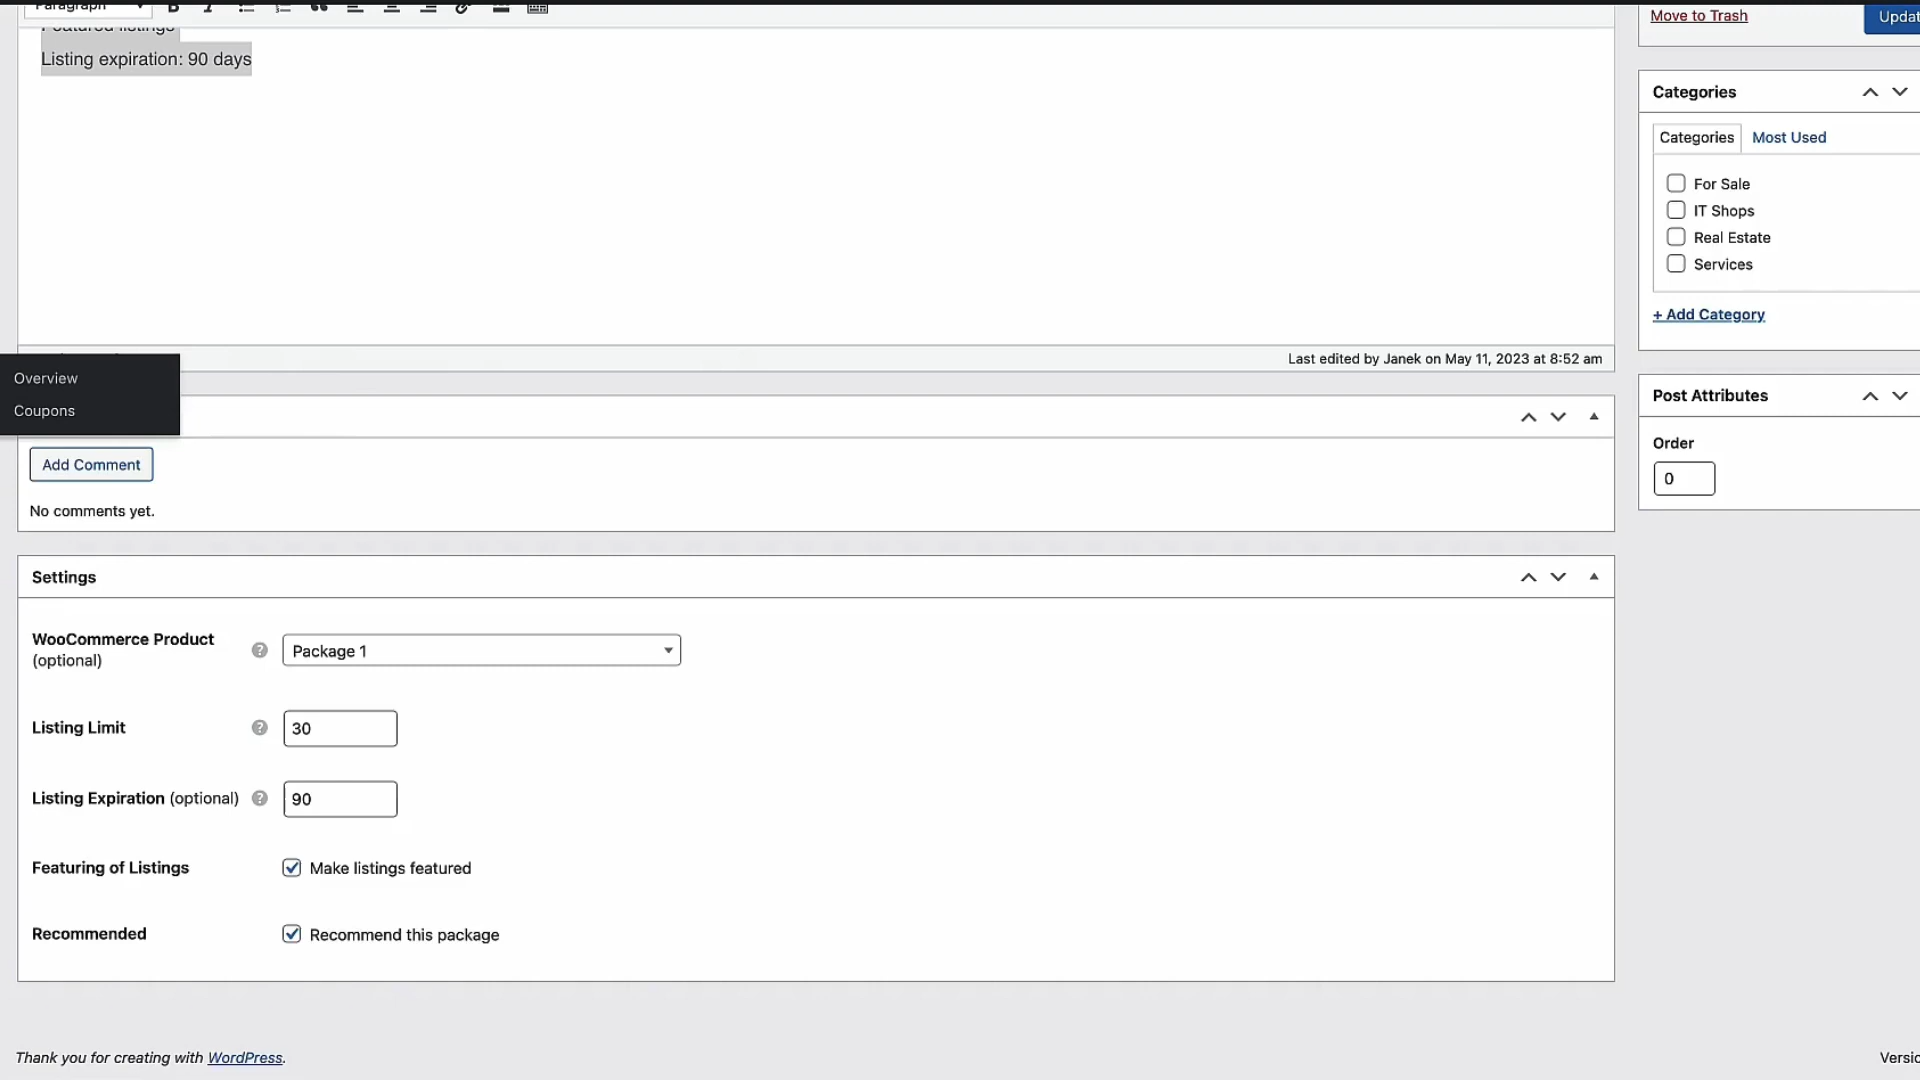 Paragraph
Move to Trash
Featured listings
Listing expiration: 90 days
Categories
Categories
Most Used
For Sale
IT Shops
Real Estate
Services
+ Add Category
Last edited by Janek on May 11, 2023 at 8:52 am
Overview
Coupons
Post Attributes
Order
0
Add Comment
No comments yet.
Settings
WooCommerce Product
(optional)
Package 1
Listing Limit
30
Listing Expiration (optional)
90
Featuring of Listings
Make listings featured
Recommended
Recommend this package
Thank you for creating with WordPress.